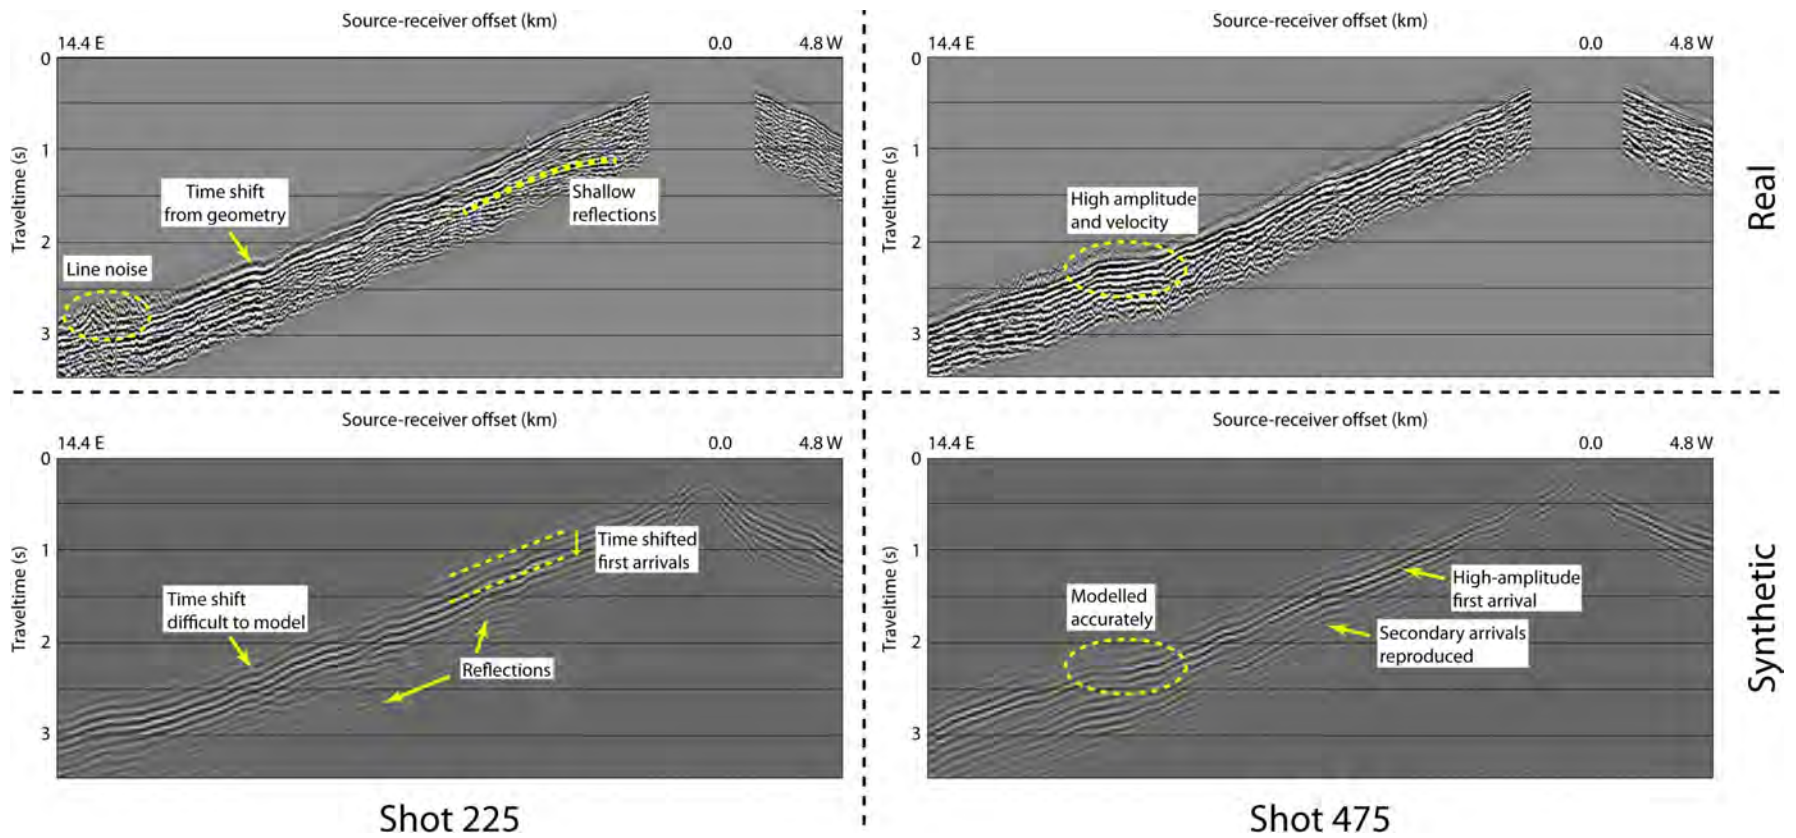 Source-receiver offset (km)
14.4 E 0.0 4.8 W
Traveltime (s)
0
1
2
3
Time shift
from geometry
Line noise
Shallow
reflections
Source-receiver offset (km)
14.4 E 0.0 4.8 W
Traveltime (s)
0
1
2
3
High amplitude
and velocity
Real
Source-receiver offset (km)
14.4 E 0.0 4.8 W
Traveltime (s)
0
1
2
3
Time shifted
first arrivals
Time shift
difficult to model
Reflections
Shot 225
Source-receiver offset (km)
14.4 E 0.0 4.8 W
Traveltime (s)
0
1
2
3
High-amplitude
first arrival
Modelled
accurately
Secondary arrivals
reproduced
Synthetic
Shot 475